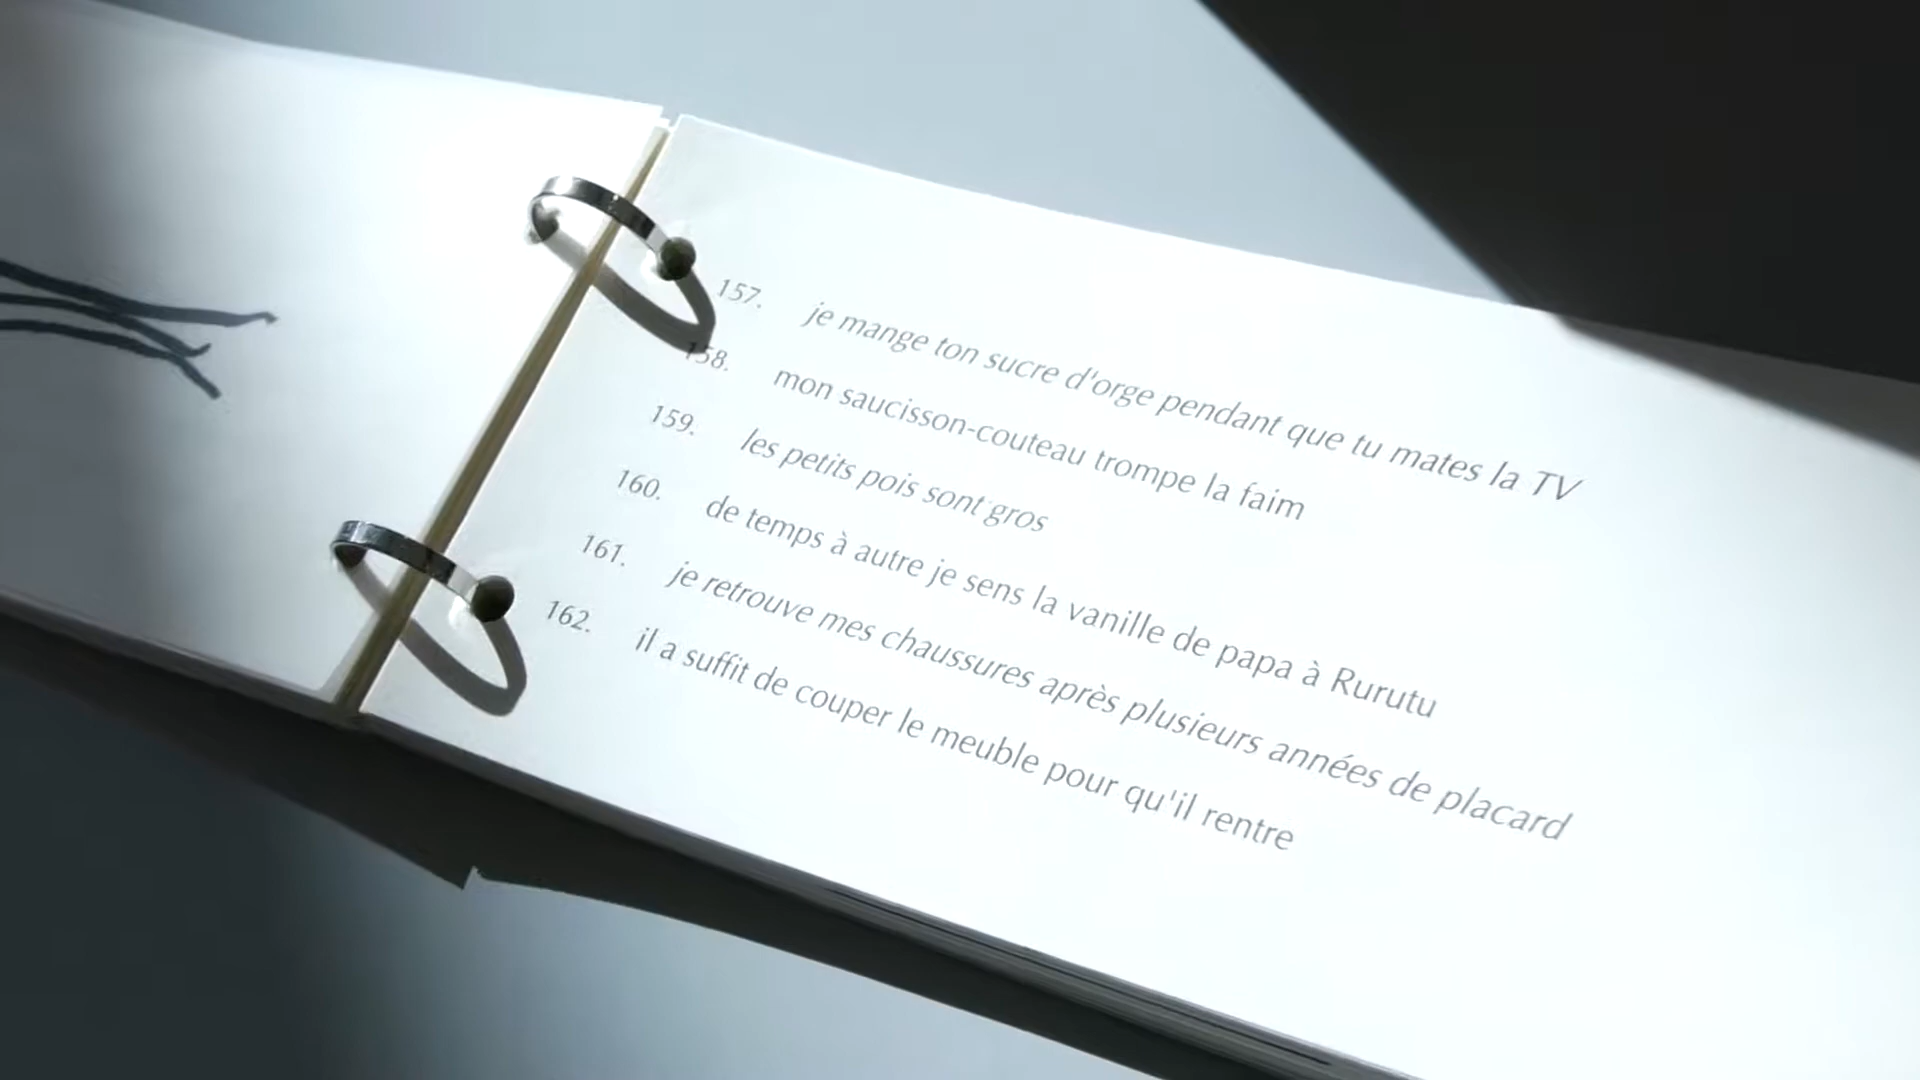 157. je mange ton sucre d'orge pendant que tu mates la TV
158. mon saucisson-couteau trompe la faim
159. les petits pois sont gros
160. de temps à autre je sens la vanille de papa à Rurutu
161. je retrouve mes chaussures après plusieurs années de placard
162. il a suffit de couper le meuble pour qu'il rentre